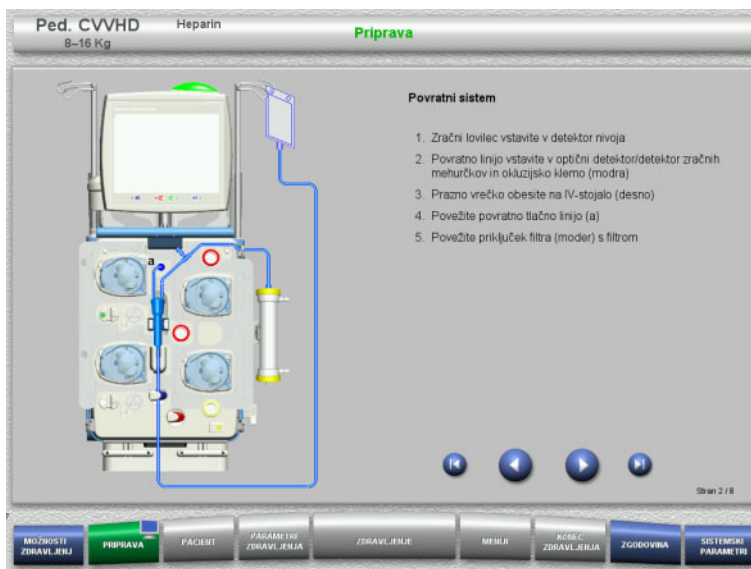 Ped. CVVHD
Heparin
8–16 Kg
Priprava
Povratni sistem
1. Zračni lovilec vstavite v detektor nivoja
2. Povratno linijo vstavite v optični detektor/detektor zračnih
mehurčkov in okluzijsko klemo (modra)
3. Prazno vrečko obesite na IV-stojalo (desno)
4. Povežite povratno tlačno linijo (a)
5. Povežite priključek filtra (moder) s filtrom
a
Stran 2 / 8
MOŽNOSTI
ZDRAVLJENJ
PRIPRAVA
PACIENT
PARAMETRI
ZDRAVLJENJA
ZDRAVLJENJE
MENIJI
KONEC
ZDRAVLJENJA
ZGODOVINA
SISTEMSKI
PARAMETRI